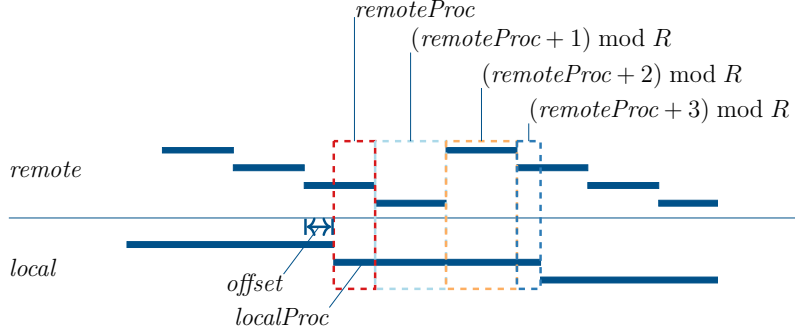 remoteProc
(remoteProc + 1) mod R
(remoteProc + 2) mod R
(remoteProc + 3) mod R
remote
local
offset
localProc